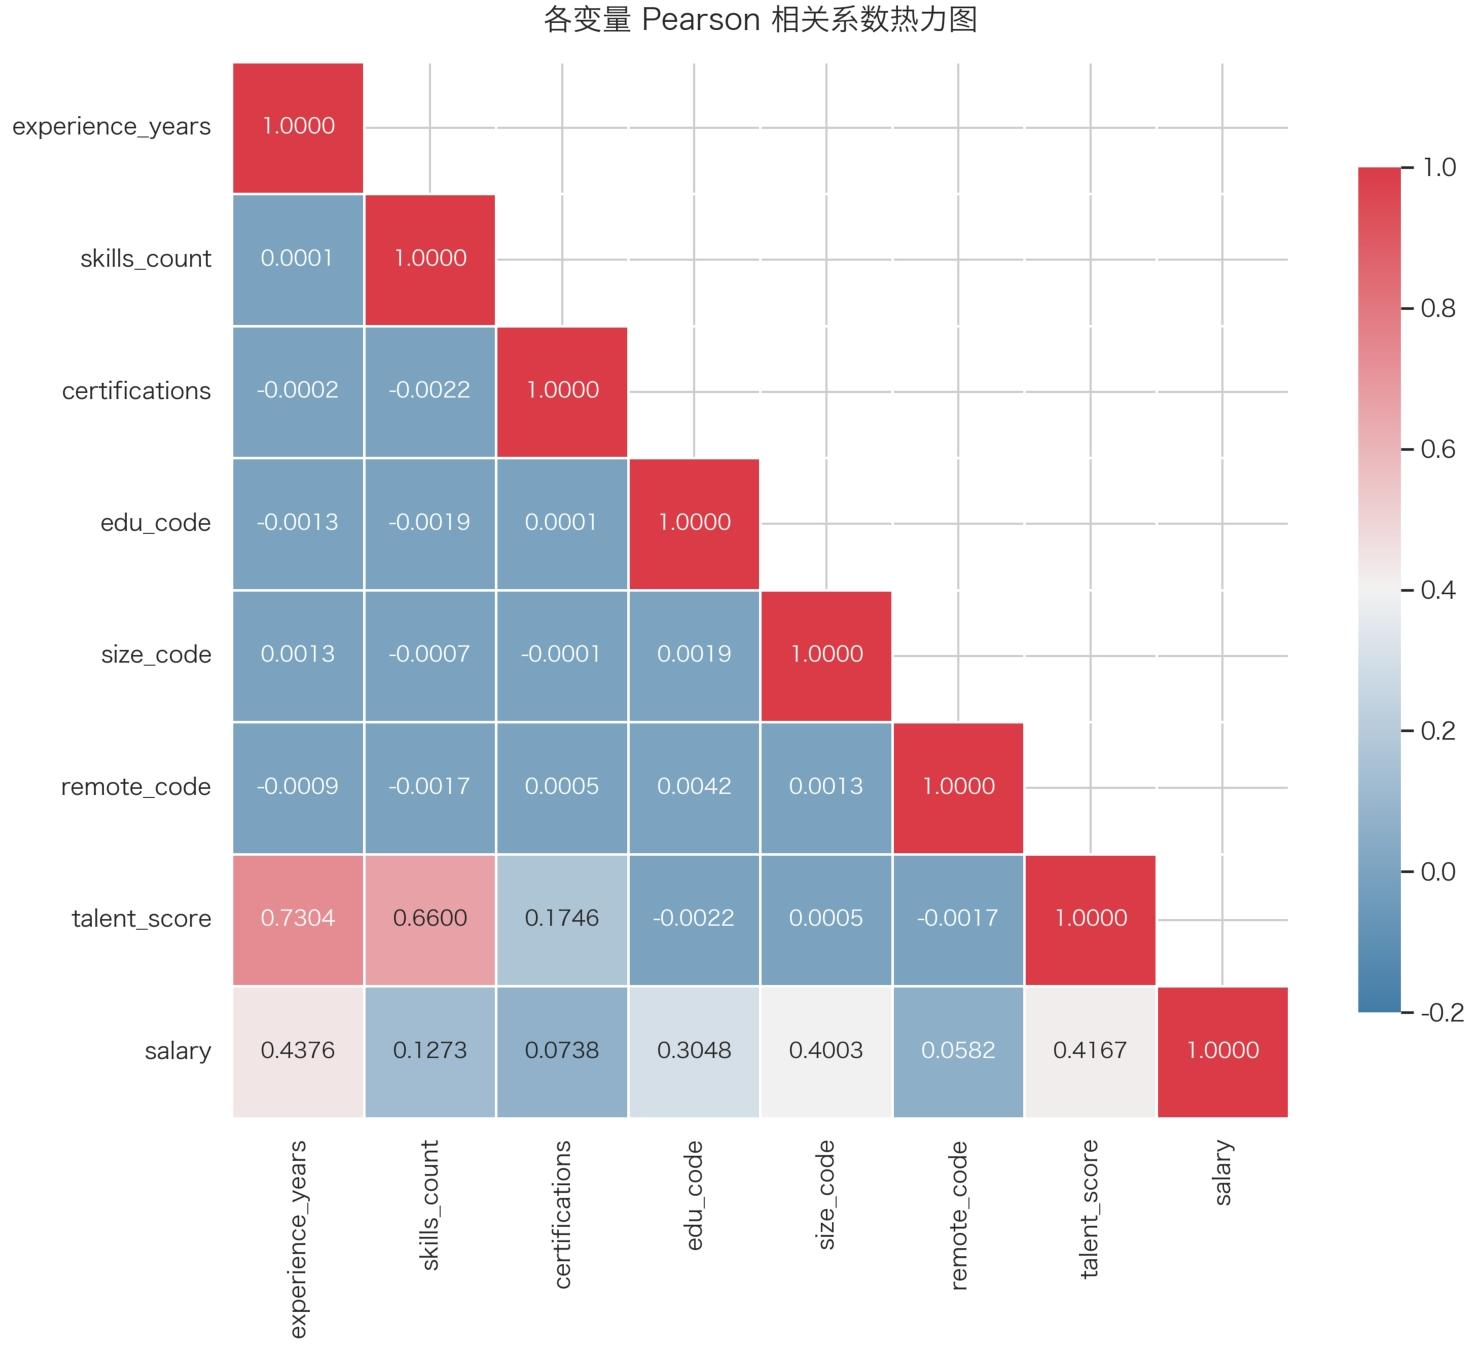 各变量 Pearson 相关系数热力图
experience_years 1.0000
skills_count 0.0001 1.0000
certifications -0.0002 -0.0022 1.0000
edu_code -0.0013 -0.0019 0.0001 1.0000
size_code 0.0013 -0.0007 -0.0001 0.0019 1.0000
remote_code -0.0009 -0.0017 0.0005 0.0042 0.0013 1.0000
talent_score 0.7304 0.6600 0.1746 -0.0022 0.0005 -0.0017 1.0000
salary 0.4376 0.1273 0.0738 0.3048 0.4003 0.0582 0.4167 1.0000
experience_years
skills_count
certifications
edu_code
size_code
remote_code
talent_score
salary
1.0
0.8
0.6
0.4
0.2
0.0
-0.2